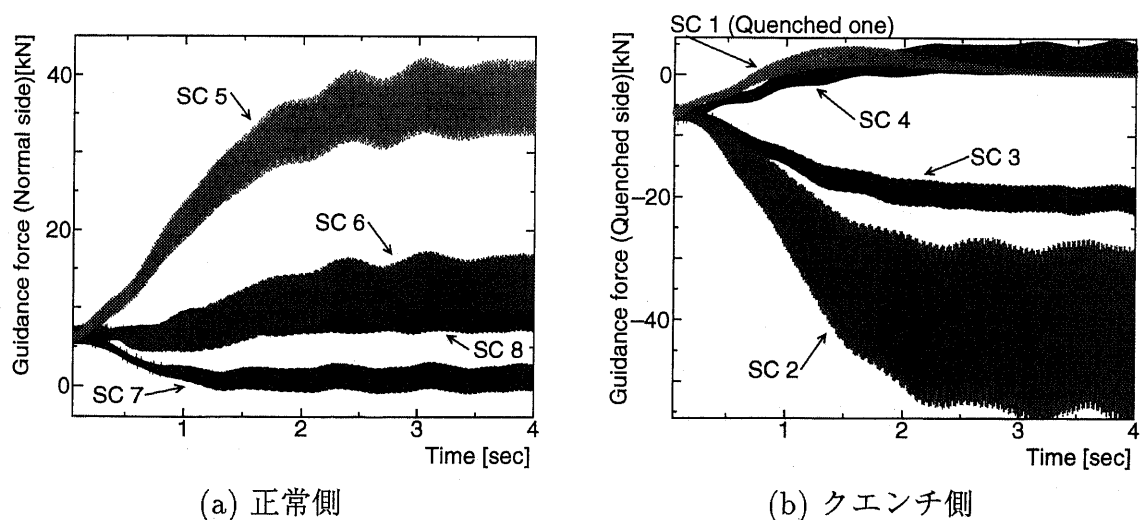 Guidance force (Normal side)[kN]
40
20
0
SC 5
SC 6
SC 8
SC 7
1
2
3
4
Time [sec]
(a) 正常側
SC 1 (Quenched one)
Guidance force (Quenched side)[kN]
0
−20
−40
SC 4
SC 3
SC 2
1
2
3
4
Time [sec]
(b) クエンチ側